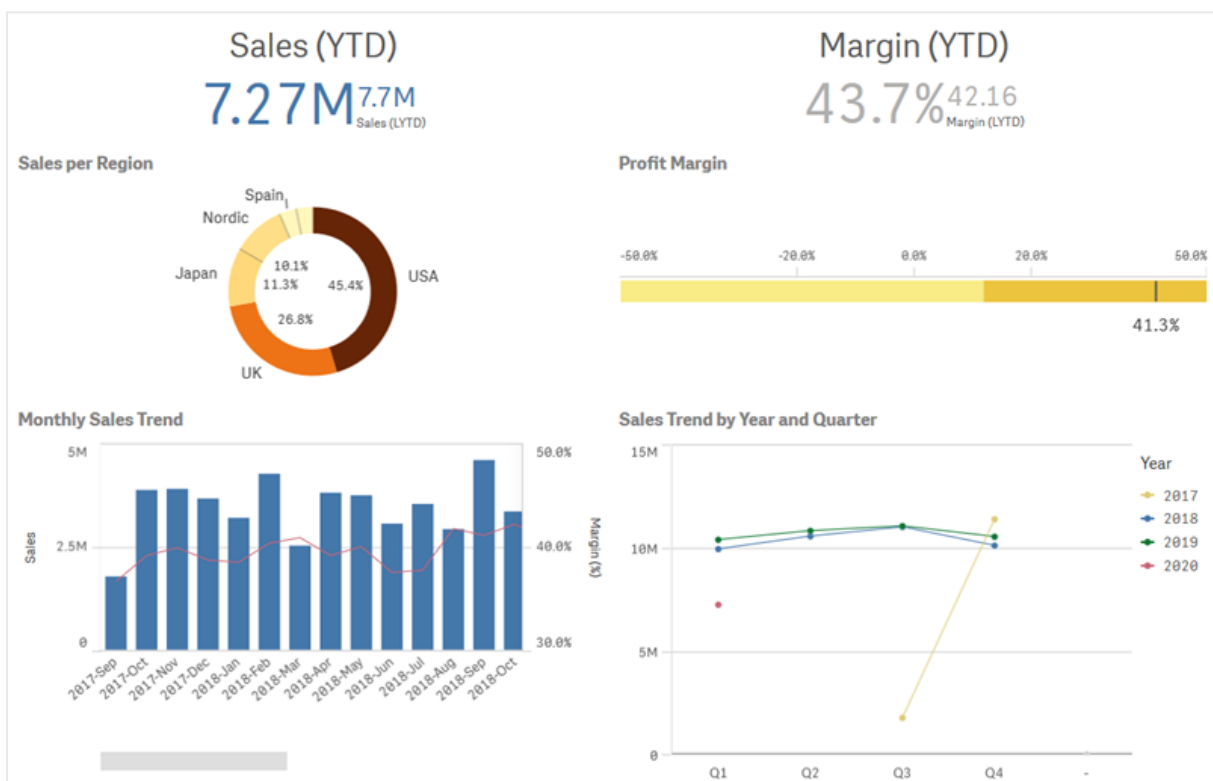 Sales (YTD)
7.27M 7.7M
Sales (LYTD)
Margin (YTD)
43.7% 42.16
Margin (LYTD)
Sales per Region
Spain
Nordic
Japan
USA
UK
10.1%
11.3%
45.4%
26.8%
Profit Margin
-50.0% -20.0% 0.0% 20.0% 50.0%
41.3%
Monthly Sales Trend
5M
2.5M
0
Sales
50.0%
40.0%
30.0%
Margin (%)
2017-Sep
2017-Oct
2017-Nov
2017-Dec
2018-Jan
2018-Feb
2018-Mar
2018-Apr
2018-May
2018-Jun
2018-Jul
2018-Aug
2018-Sep
2018-Oct
Sales Trend by Year and Quarter
15M
10M
5M
0
Q1 Q2 Q3 Q4 -
Year
2017
2018
2019
2020